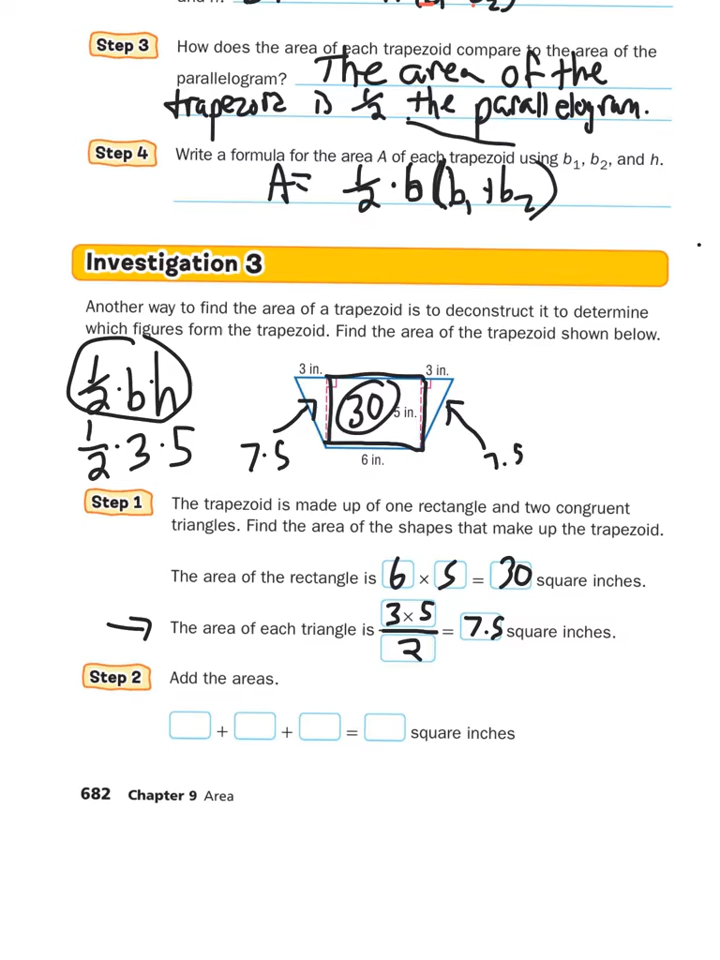 Step 3 How does the area of each trapezoid compare to the area of the
parallelogram? The area of the
trapezoiz is 1/2 the parallelogram.
Step 4 Write a formula for the area A of each trapezoid using b₁, b₂, and h.
A= 1/2 · b(b₁ + b₂)
Investigation 3
Another way to find the area of a trapezoid is to deconstruct it to determine
which figures form the trapezoid. Find the area of the trapezoid shown below.
1/2 · b · h
1/2 · 3 · 5
3 in. 3 in.
30 5 in.
7.5 6 in. 7.5
Step 1 The trapezoid is made up of one rectangle and two congruent
triangles. Find the area of the shapes that make up the trapezoid.
The area of the rectangle is 6 × 5 = 30 square inches.
The area of each triangle is 3 × 5 / 2 = 7.5 square inches.
Step 2 Add the areas.
+ + = square inches
682 Chapter 9 Area